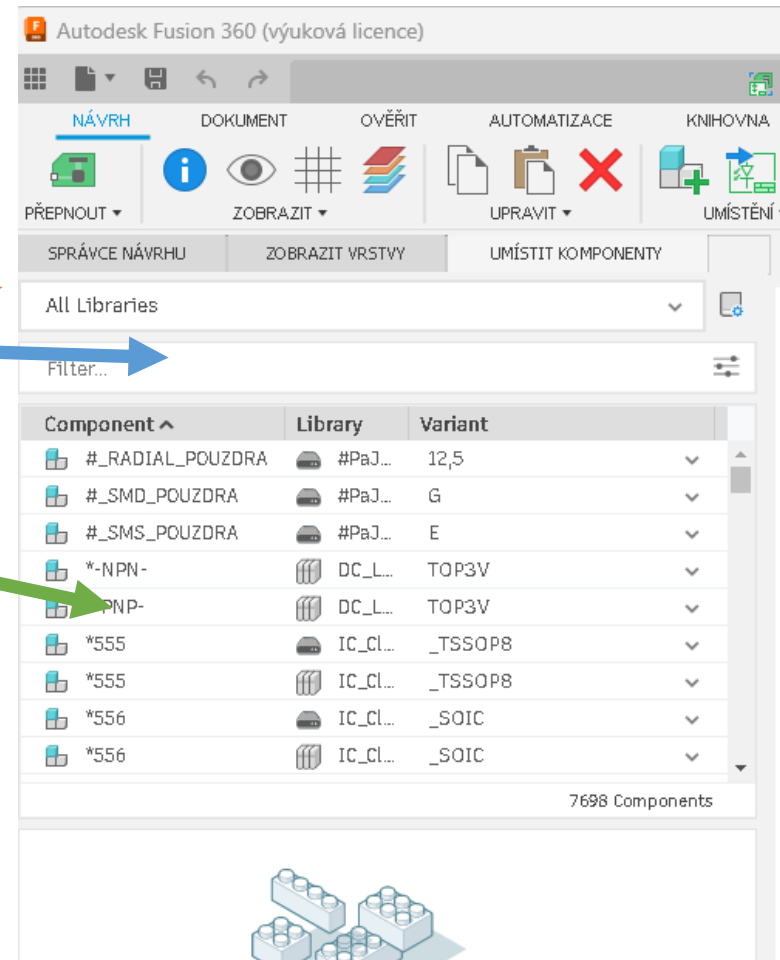 Autodesk Fusion 360 (výuková licence)
NÁVRH DOKUMENT OVĚŘIT AUTOMATIZACE KNIHOVNA
PŘEPNOUT ZOBRAZIT UPRAVIT UMÍSTĚNÍ
SPRÁVCE NÁVRHU ZOBRAZIT VRSTVY UMÍSTIT KOMPONENTY
All Libraries
Filter...
Component Library Variant
#_RADIAL_POUZDRA #PaJ... 12,5
#_SMD_POUZDRA #PaJ... G
#_SMS_POUZDRA #PaJ... E
*-NPN- DC_L... TOP3V
PNP- DC_L... TOP3V
*555 IC_Cl... _TSSOP8
*555 IC_Cl... _TSSOP8
*556 IC_Cl... _SOIC
*556 IC_Cl... _SOIC
7698 Components